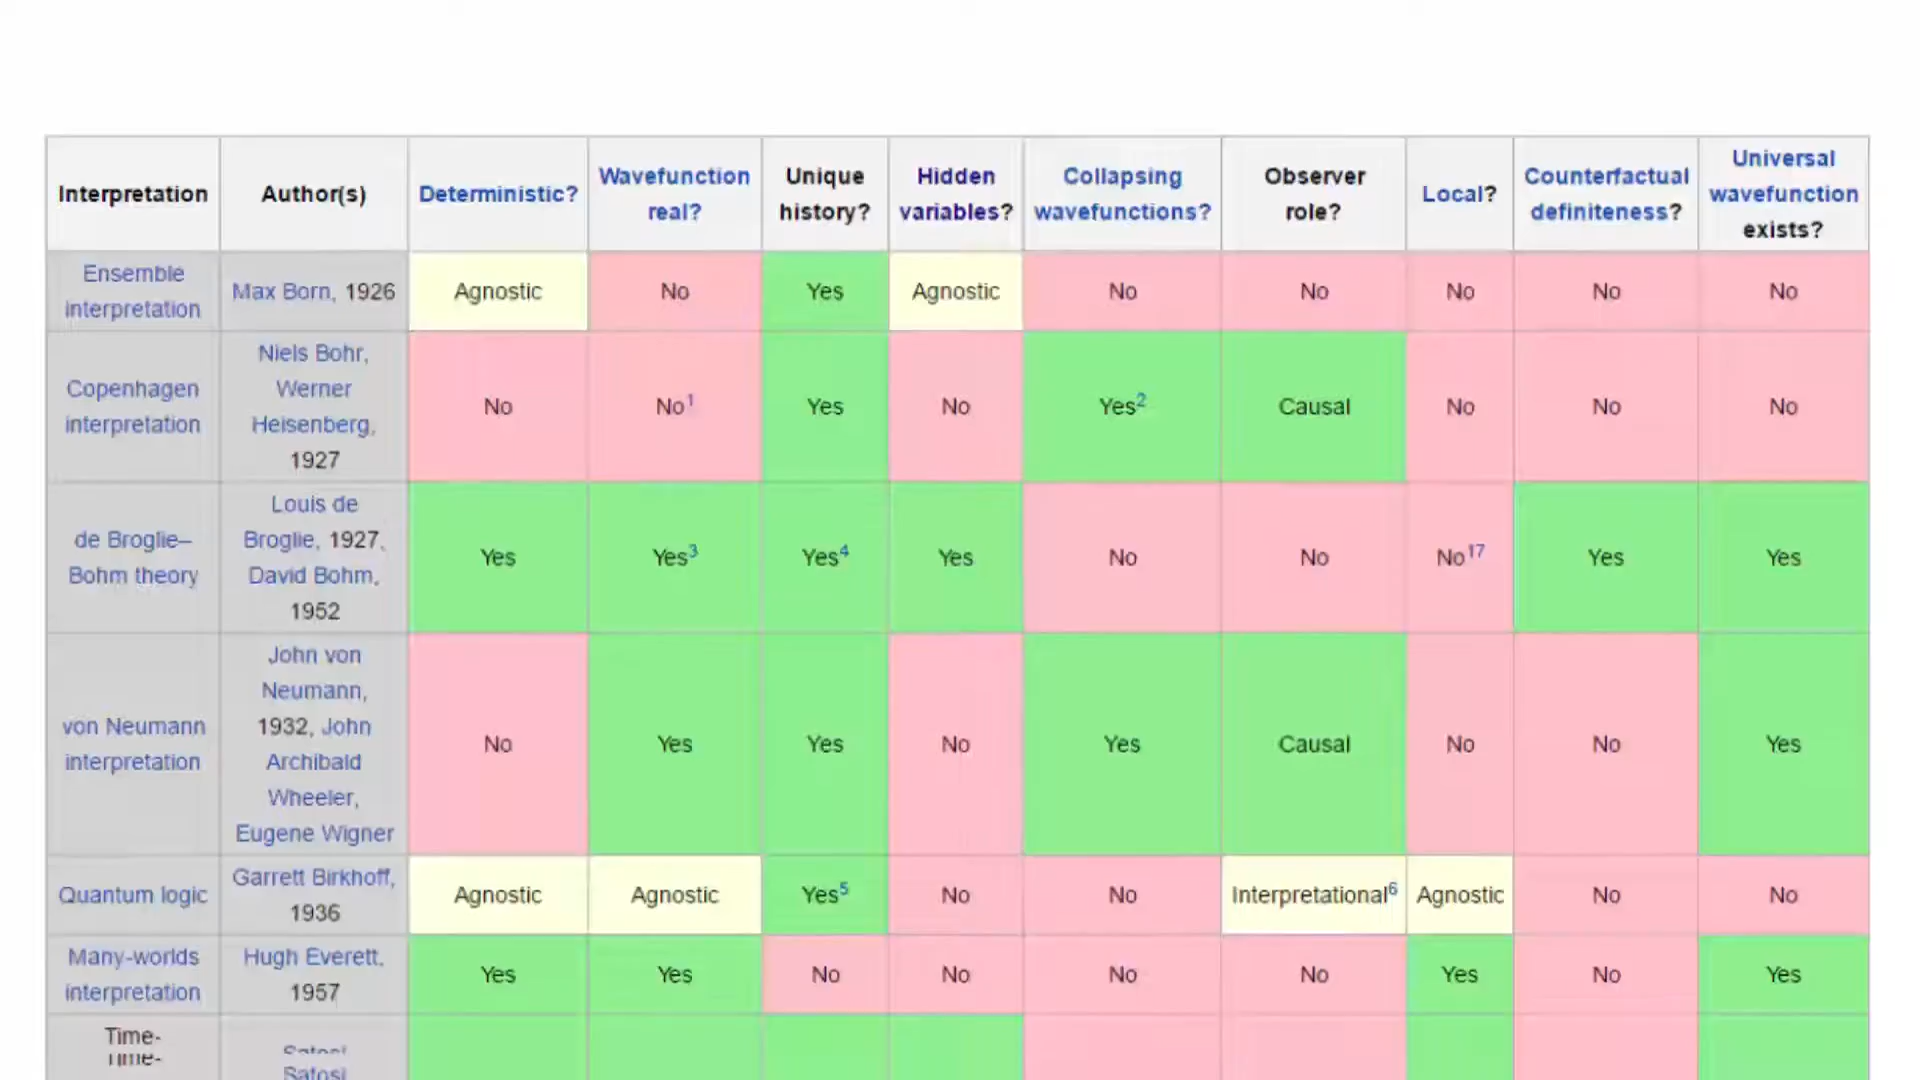 Interpretation
Author(s)
Deterministic?
Wavefunction
real?
Unique
history?
Hidden
variables?
Collapsing
wavefunctions?
Observer
role?
Local?
Counterfactual
definiteness?
Universal
wavefunction
exists?
Ensemble
interpretation
Max Born, 1926
Agnostic
No
Yes
Agnostic
No
No
No
No
No
Copenhagen
interpretation
Niels Bohr,
Werner
Heisenberg,
1927
No
No1
Yes
No
Yes2
Causal
No
No
No
de Broglie–
Bohm theory
Louis de
Broglie, 1927,
David Bohm,
1952
Yes
Yes3
Yes4
Yes
No
No
No17
Yes
Yes
von Neumann
interpretation
John von
Neumann,
1932, John
Archibald
Wheeler,
Eugene Wigner
No
Yes
Yes
No
Yes
Causal
No
No
Yes
Quantum logic
Garrett Birkhoff,
1936
Agnostic
Agnostic
Yes5
No
No
Interpretational6
Agnostic
No
No
Many-worlds
interpretation
Hugh Everett,
1957
Yes
Yes
No
No
No
No
Yes
No
Yes
Time-
Time-
Satosi
Satosi